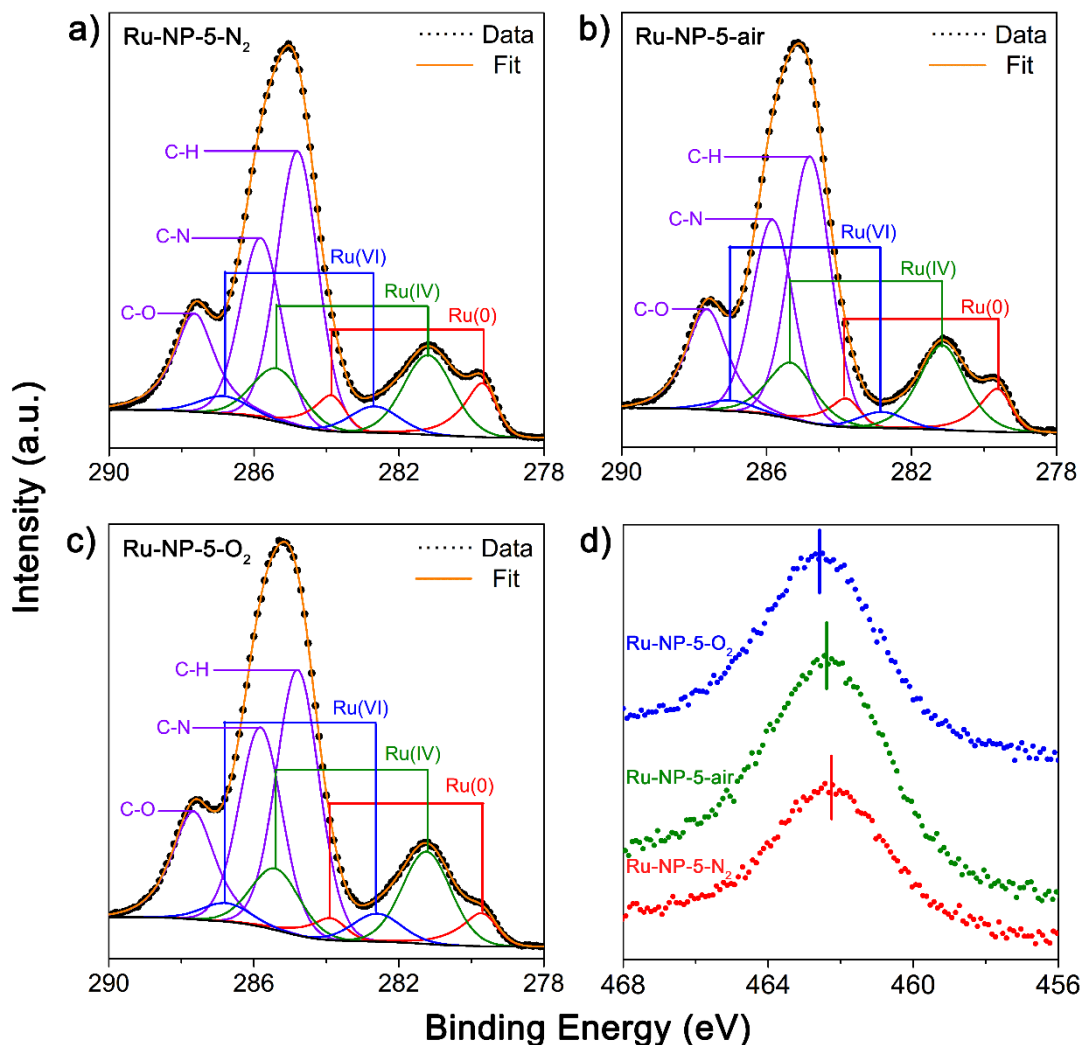 a) Ru-NP-5-N₂
Data
Fit
C-H
C-N
Ru(VI)
Ru(IV)
C-O
Ru(0)
290 286 282 278
b) Ru-NP-5-air
Data
Fit
C-H
C-N
Ru(VI)
Ru(IV)
C-O
Ru(0)
290 286 282 278
c) Ru-NP-5-O₂
Data
Fit
C-H
C-N
Ru(VI)
Ru(IV)
C-O
Ru(0)
290 286 282 278
d)
Ru-NP-5-O₂
Ru-NP-5-air
Ru-NP-5-N₂
468 464 460 456
Intensity (a.u.)
Binding Energy (eV)